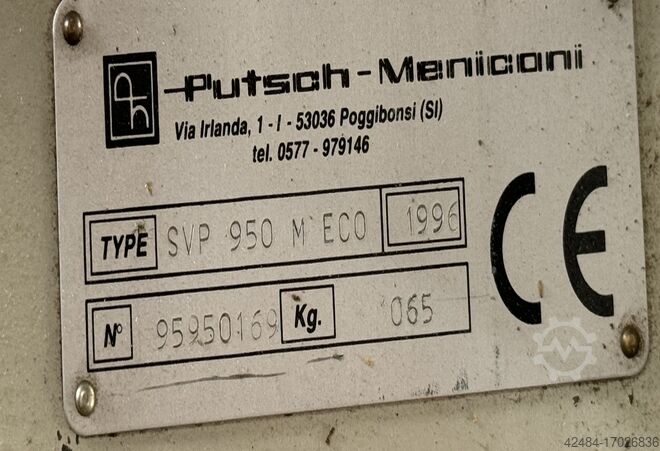 Putsch-Meniconi
Via Irlanda, 1 - I - 53036 Poggibonsi (SI)
tel. 0577 - 979146
TYPE SVP 950 M ECO 1996
N° 95950169 Kg. 065
CE
42484-17026836